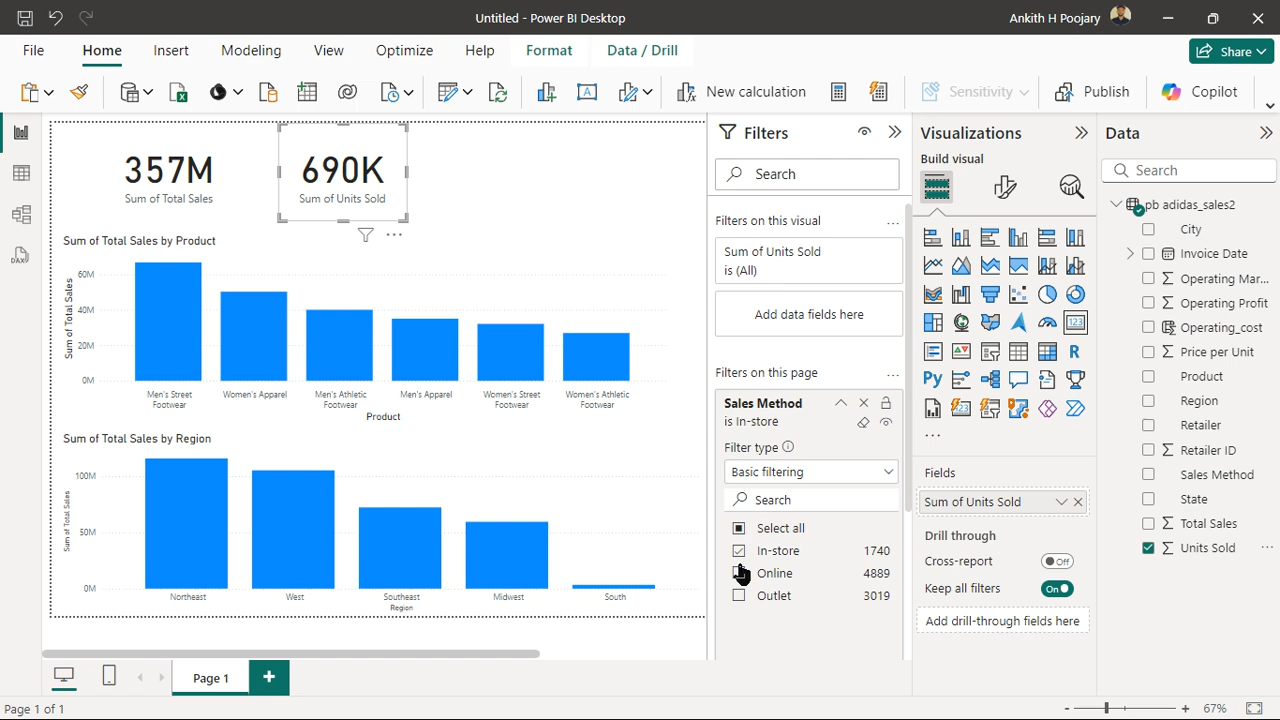 Untitled - Power BI Desktop
Ankith H Poojary
File Home Insert Modeling View Optimize Help Format Data / Drill
Share
New calculation
Sensitivity
Publish
Copilot
357M
Sum of Total Sales
690K
Sum of Units Sold
Sum of Total Sales by Product
Sum of Total Sales
60M
40M
20M
0M
Men's Street Footwear
Women's Apparel
Men's Athletic Footwear
Men's Apparel
Women's Street Footwear
Women's Athletic Footwear
Product
Sum of Total Sales by Region
Sum of Total Sales
100M
50M
0M
Northeast West Southeast Midwest South
Region
Page 1
Page 1 of 1
Filters
Search
Filters on this visual ...
Sum of Units Sold
is (All)
Add data fields here
Filters on this page ...
Sales Method
is In-store
Filter type
Basic filtering
Search
Select all
In-store 1740
Online 4889
Outlet 3019
Visualizations
Build visual
123
R
Py
...
Fields
Sum of Units Sold
Drill through
Cross-report Off
Keep all filters On
Add drill-through fields here
Data
Search
pb adidas_sales2
City
Invoice Date
Σ Operating Mar...
Σ Operating Profit
Operating_cost
Σ Price per Unit
Product
Region
Retailer
Σ Retailer ID
Sales Method
State
Σ Total Sales
Σ Units Sold ...
- + 67%